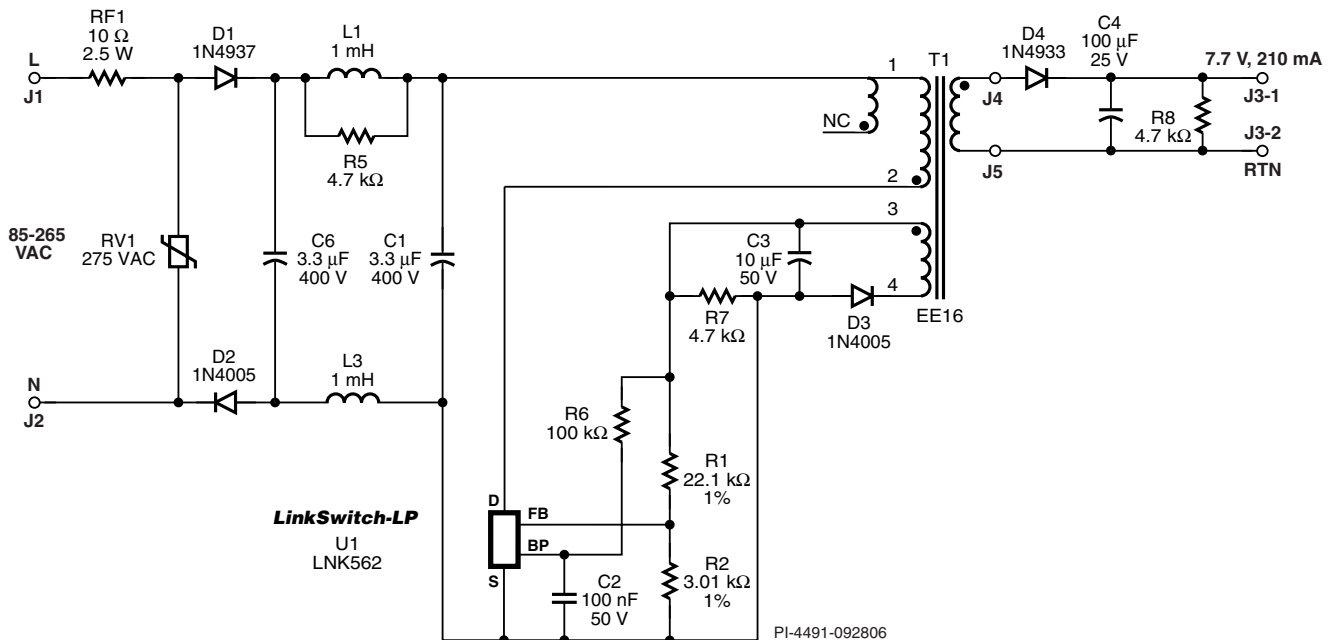 RF1
10 Ω
2.5 W
D1
1N4937
L1
1 mH
L
J1
R5
4.7 kΩ
85-265
VAC
RV1
275 VAC
C6
3.3 µF
400 V
C1
3.3 µF
400 V
D2
1N4005
L3
1 mH
N
J2
1
T1
NC
2
3
4
EE16
D4
1N4933
C4
100 µF
25 V
7.7 V, 210 mA
J4
J3-1
R8
4.7 kΩ
J5
J3-2
RTN
C3
10 µF
50 V
R7
4.7 kΩ
D3
1N4005
R6
100 kΩ
R1
22.1 kΩ
1%
LinkSwitch-LP
U1
LNK562
D
FB
BP
S
C2
100 nF
50 V
R2
3.01 kΩ
1%
PI-4491-092806